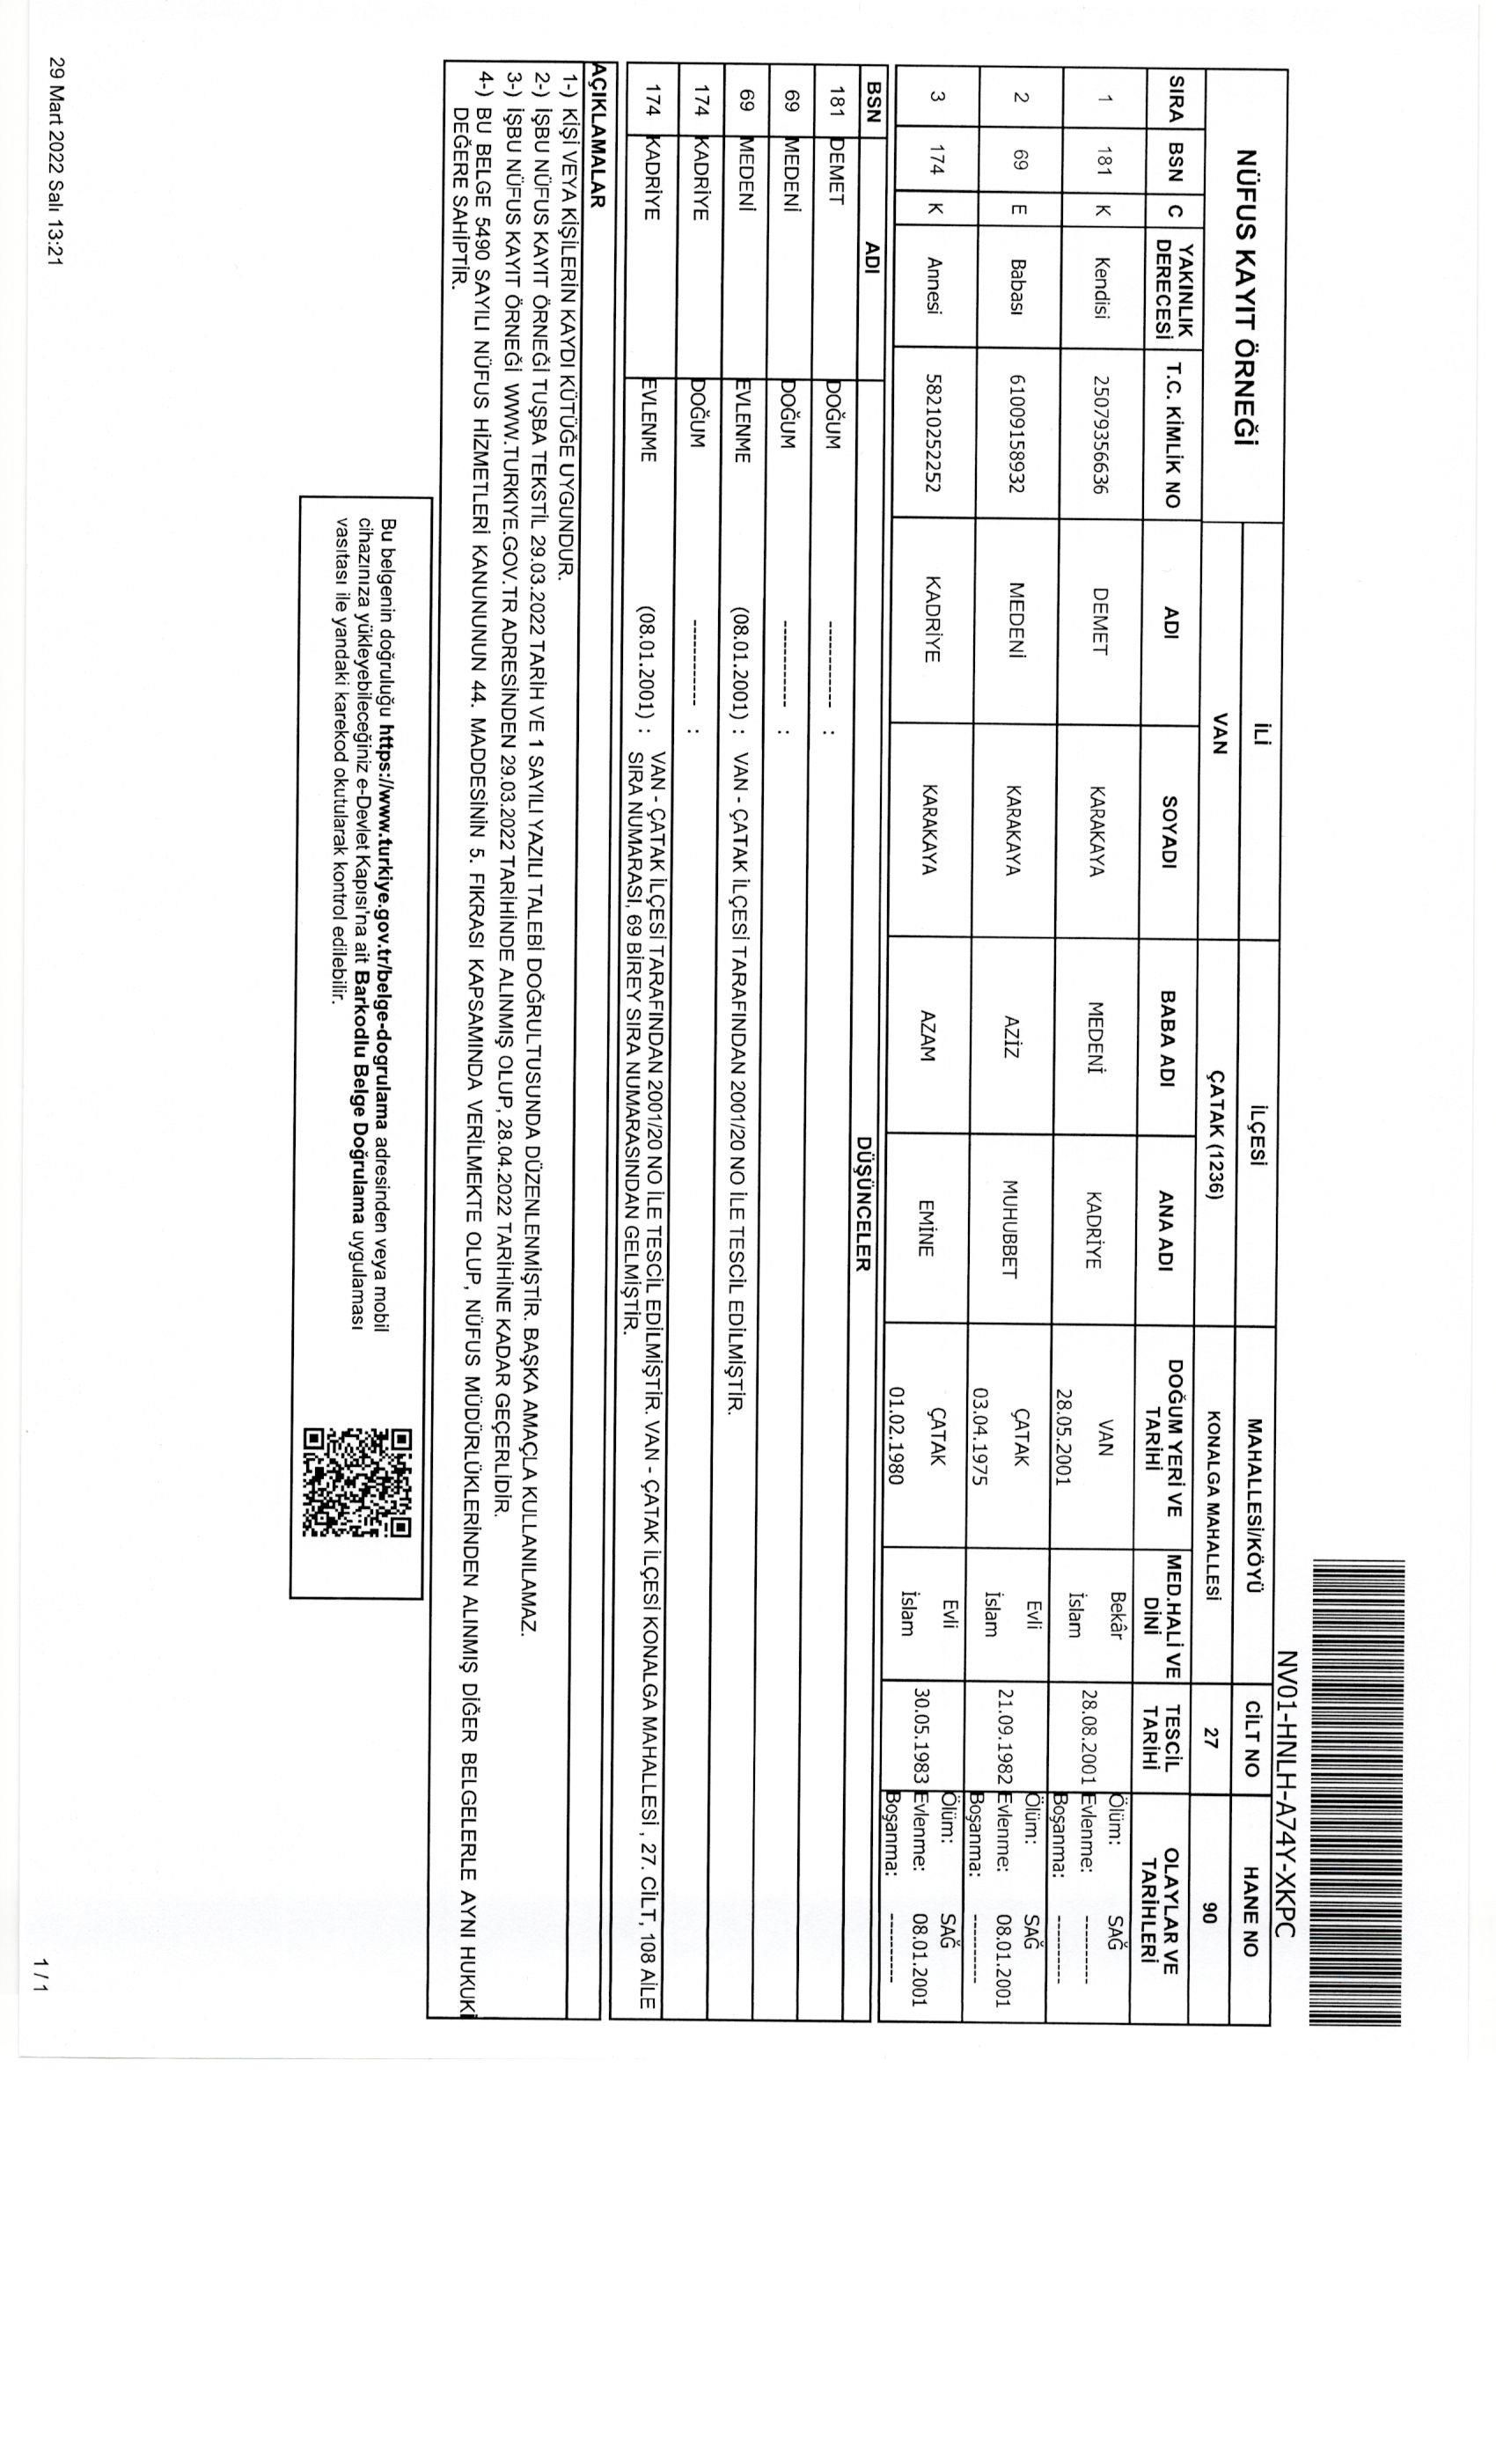 NV01-HNLH-A74Y-XKPC
NÜFUS KAYIT ÖRNEĞİ
İLİ İLÇESİ MAHALLESİ/KÖYÜ CİLT NO HANE NO
VAN ÇATAK (1236) KONALGA MAHALLESİ 27 90
SIRA BSN C YAKINLIK DERECESİ T.C. KİMLİK NO ADI SOYADI BABA ADI ANA ADI DOĞUM YERİ VE TARİHİ MED.HALİ VE DİNİ TESCİL TARİHİ OLAYLAR VE TARİHLERİ
1 181 K Kendisi 25079356636 DEMET KARAKAYA MEDENİ KADRİYE VAN 28.05.2001 Bekâr İslam 28.08.2001 Ölüm: SAĞ Evlenme: ---------- Boşanma: ----------
2 69 E Babası 61009158932 MEDENİ KARAKAYA AZİZ MUHUBBET ÇATAK 03.04.1975 Evli İslam 21.09.1982 Ölüm: SAĞ Evlenme: 08.01.2001 Boşanma: ----------
3 174 K Annesi 58210252252 KADRİYE KARAKAYA AZAM EMİNE ÇATAK 01.02.1980 Evli İslam 30.05.1983 Ölüm: SAĞ Evlenme: 08.01.2001 Boşanma: ----------
BSN ADI DÜŞÜNCELER
181 DEMET DOĞUM ----------- :
69 MEDENİ DOĞUM ----------- :
69 MEDENİ EVLENME (08.01.2001) : VAN - ÇATAK İLÇESİ TARAFINDAN 2001/20 NO İLE TESCİL EDİLMİŞTİR.
174 KADRİYE DOĞUM ----------- :
174 KADRİYE EVLENME (08.01.2001) : VAN - ÇATAK İLÇESİ TARAFINDAN 2001/20 NO İLE TESCİL EDİLMİŞTİR. VAN - ÇATAK İLÇESİ KONALGA MAHALLESİ , 27. CİLT, 108 AİLE
SIRA NUMARASI, 69 BİREY SIRA NUMARASINDAN GELMİŞTİR.
AÇIKLAMALAR
1-) KİŞİ VEYA KİŞİLERİN KAYDI KÜTÜĞE UYGUNDUR.
2-) İŞBU NÜFUS KAYIT ÖRNEĞİ TUŞBA TEKSTİL 29.03.2022 TARİH VE 1 SAYILI YAZILI TALEBİ DOĞRULTUSUNDA DÜZENLENMİŞTİR. BAŞKA AMAÇLA KULLANILAMAZ.
3-) İŞBU NÜFUS KAYIT ÖRNEĞİ WWW.TURKIYE.GOV.TR ADRESİNDEN 29.03.2022 TARİHİNDE ALINMIŞ OLUP, 28.04.2022 TARİHİNE KADAR GEÇERLİDİR.
4-) BU BELGE 5490 SAYILI NÜFUS HİZMETLERİ KANUNUNUN 44. MADDESİNİN 5. FIKRASI KAPSAMINDA VERİLMEKTE OLUP, NÜFUS MÜDÜRLÜKLERİNDEN ALINMIŞ DİĞER BELGELERLE AYNI HUKUKİ
DEĞERE SAHİPTİR.
Bu belgenin doğruluğu https://www.turkiye.gov.tr/belge-dogrulama adresinden veya mobil
cihazınıza yükleyebileceğiniz e-Devlet Kapısı'na ait Barkodlu Belge Doğrulama uygulaması
vasıtası ile yandaki karekod okutularak kontrol edilebilir.
29 Mart 2022 Salı 13:21
1 / 1